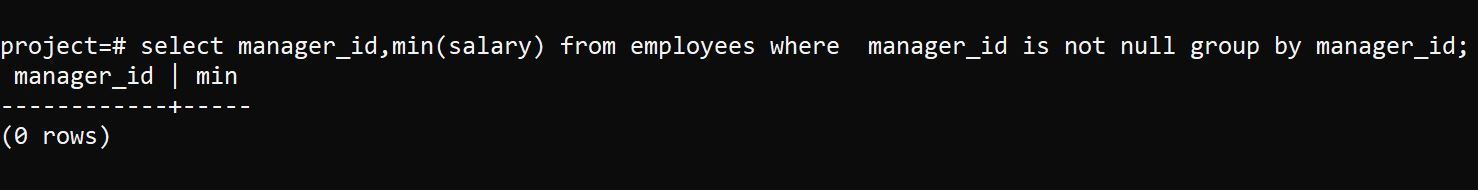 project=# select manager_id,min(salary) from employees where  manager_id is not null group by manager_id;
 manager_id | min
------------+-----
(0 rows)